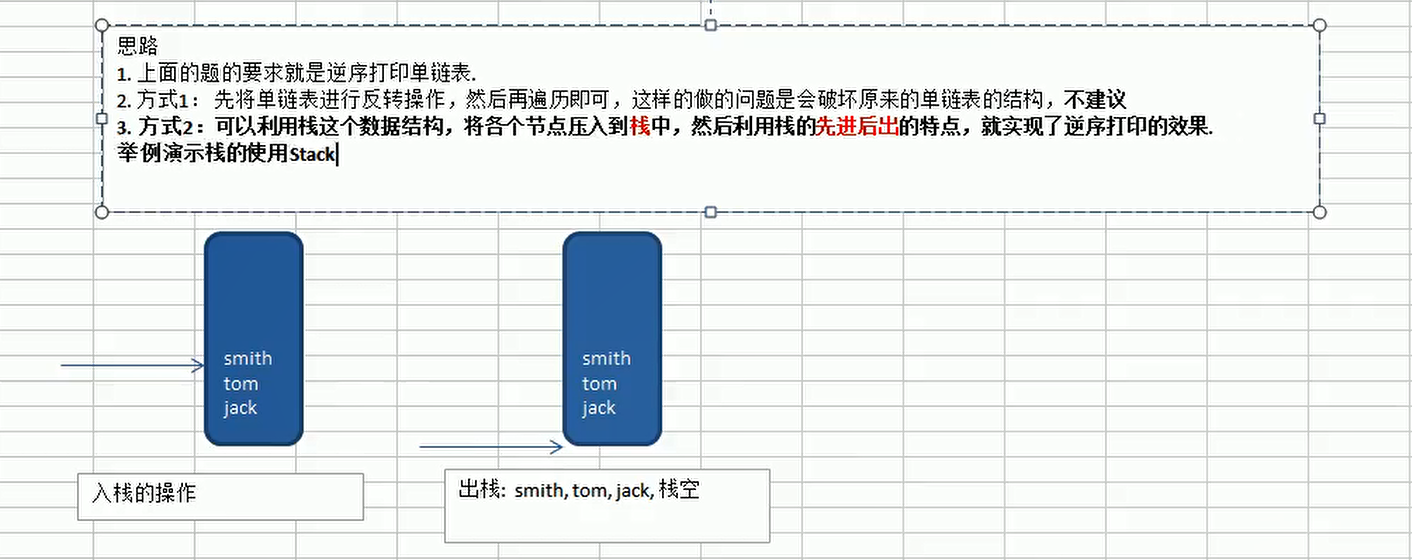 思路
1. 上面的题的要求就是逆序打印单链表.
2. 方式1： 先将单链表进行反转操作，然后再遍历即可，这样的做的问题是会破坏原来的单链表的结构，不建议
3. 方式2：可以利用栈这个数据结构，将各个节点压入到栈中，然后利用栈的先进后出的特点，就实现了逆序打印的效果.
举例演示栈的使用Stack
smith
tom
jack
smith
tom
jack
入栈的操作
出栈: smith, tom, jack, 栈空